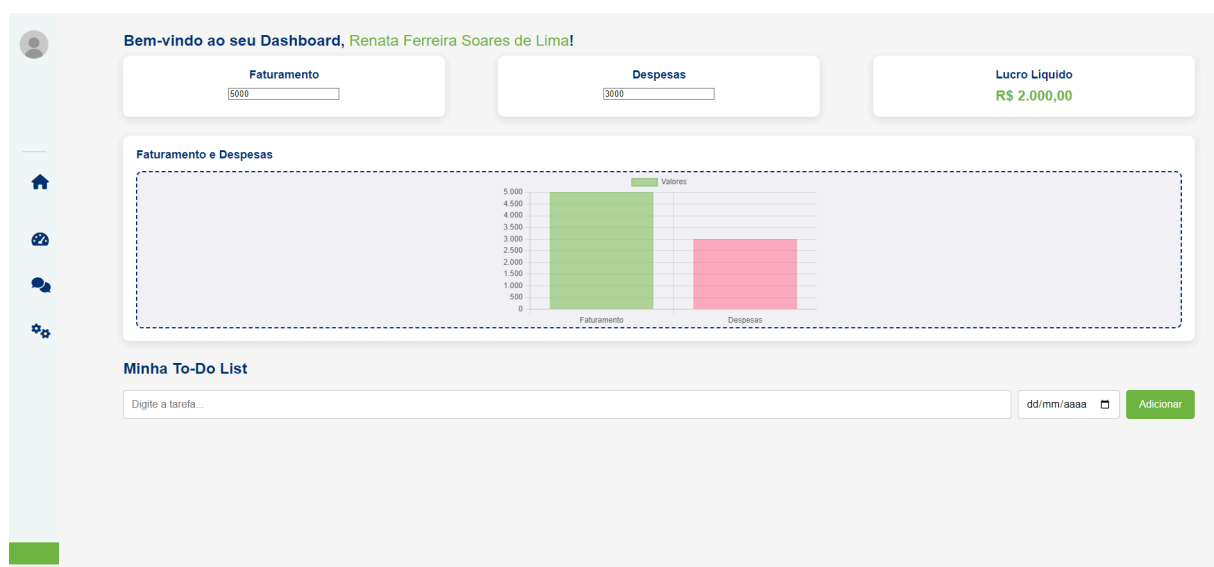 Bem-vindo ao seu Dashboard, Renata Ferreira Soares de Lima!
Faturamento
5000
Despesas
3000
Lucro Líquido
R$ 2.000,00
Faturamento e Despesas
Valores
5.000
4.500
4.000
3.500
3.000
2.500
2.000
1.500
1.000
500
0
Faturamento
Despesas
Minha To-Do List
Digite a tarefa...
dd/mm/aaaa
Adicionar